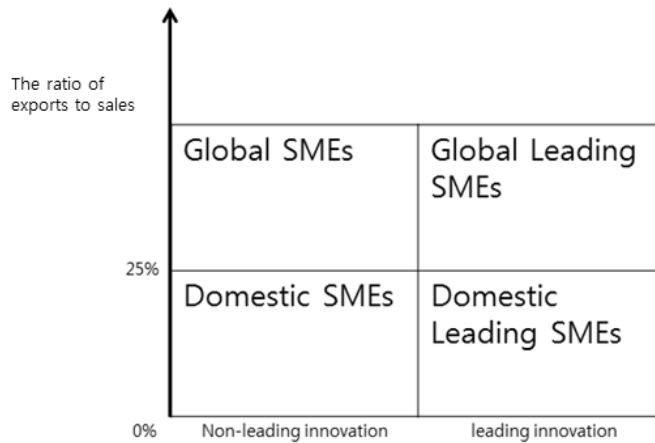 The ratio of
exports to sales
Global SMEs
Global Leading
SMEs
25%
Domestic SMEs
Domestic
Leading SMEs
0%
Non-leading innovation
leading innovation